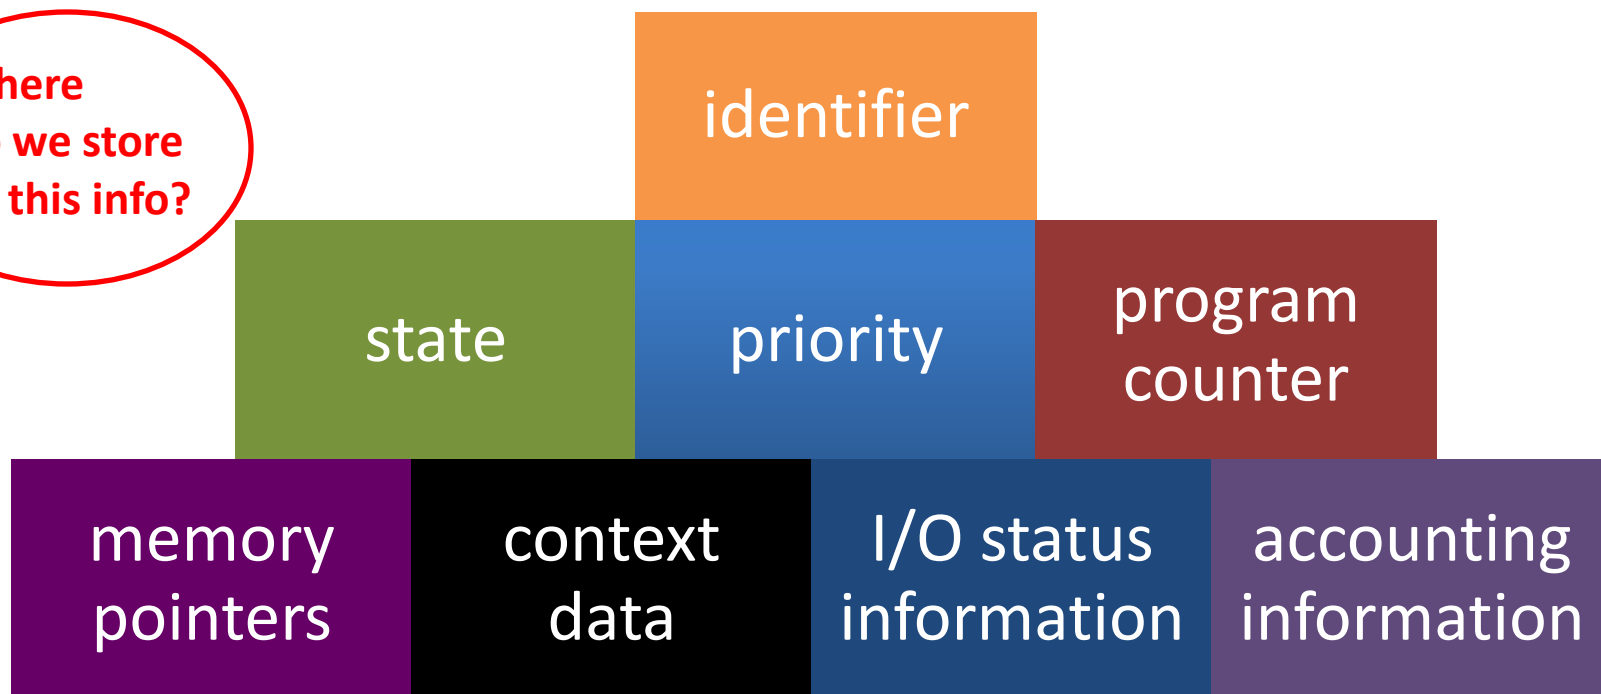 here
we store
this info?
identifier
state
priority
program
counter
memory
pointers
context
data
I/O status
information
accounting
information